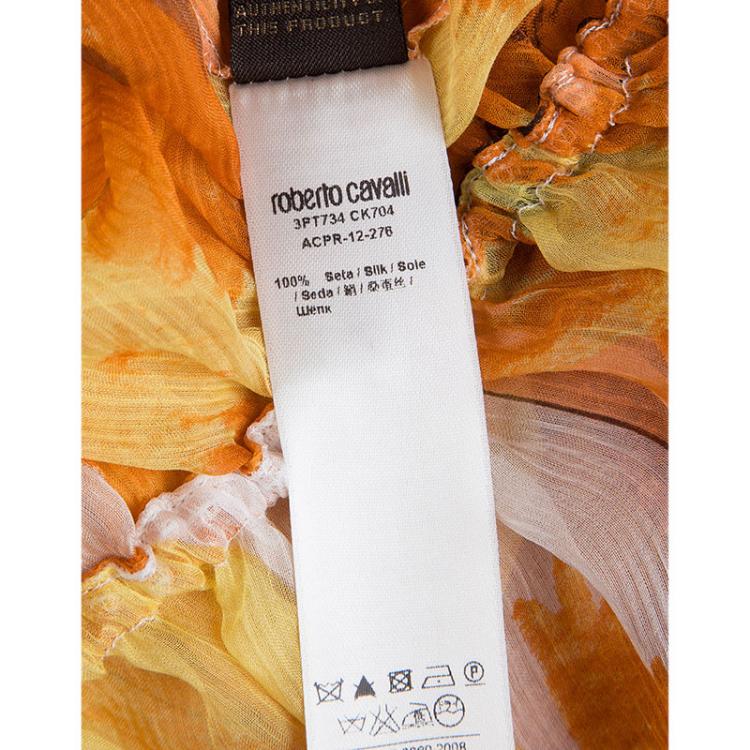 AUTHENTICITY OF
THIS PRODUCT.
roberto cavalli
3PT734 CK704
ACPR-12-276
100% Seta / Silk / Soie
/ Seda / 絹 / 桑蚕丝 /
Шелк
P